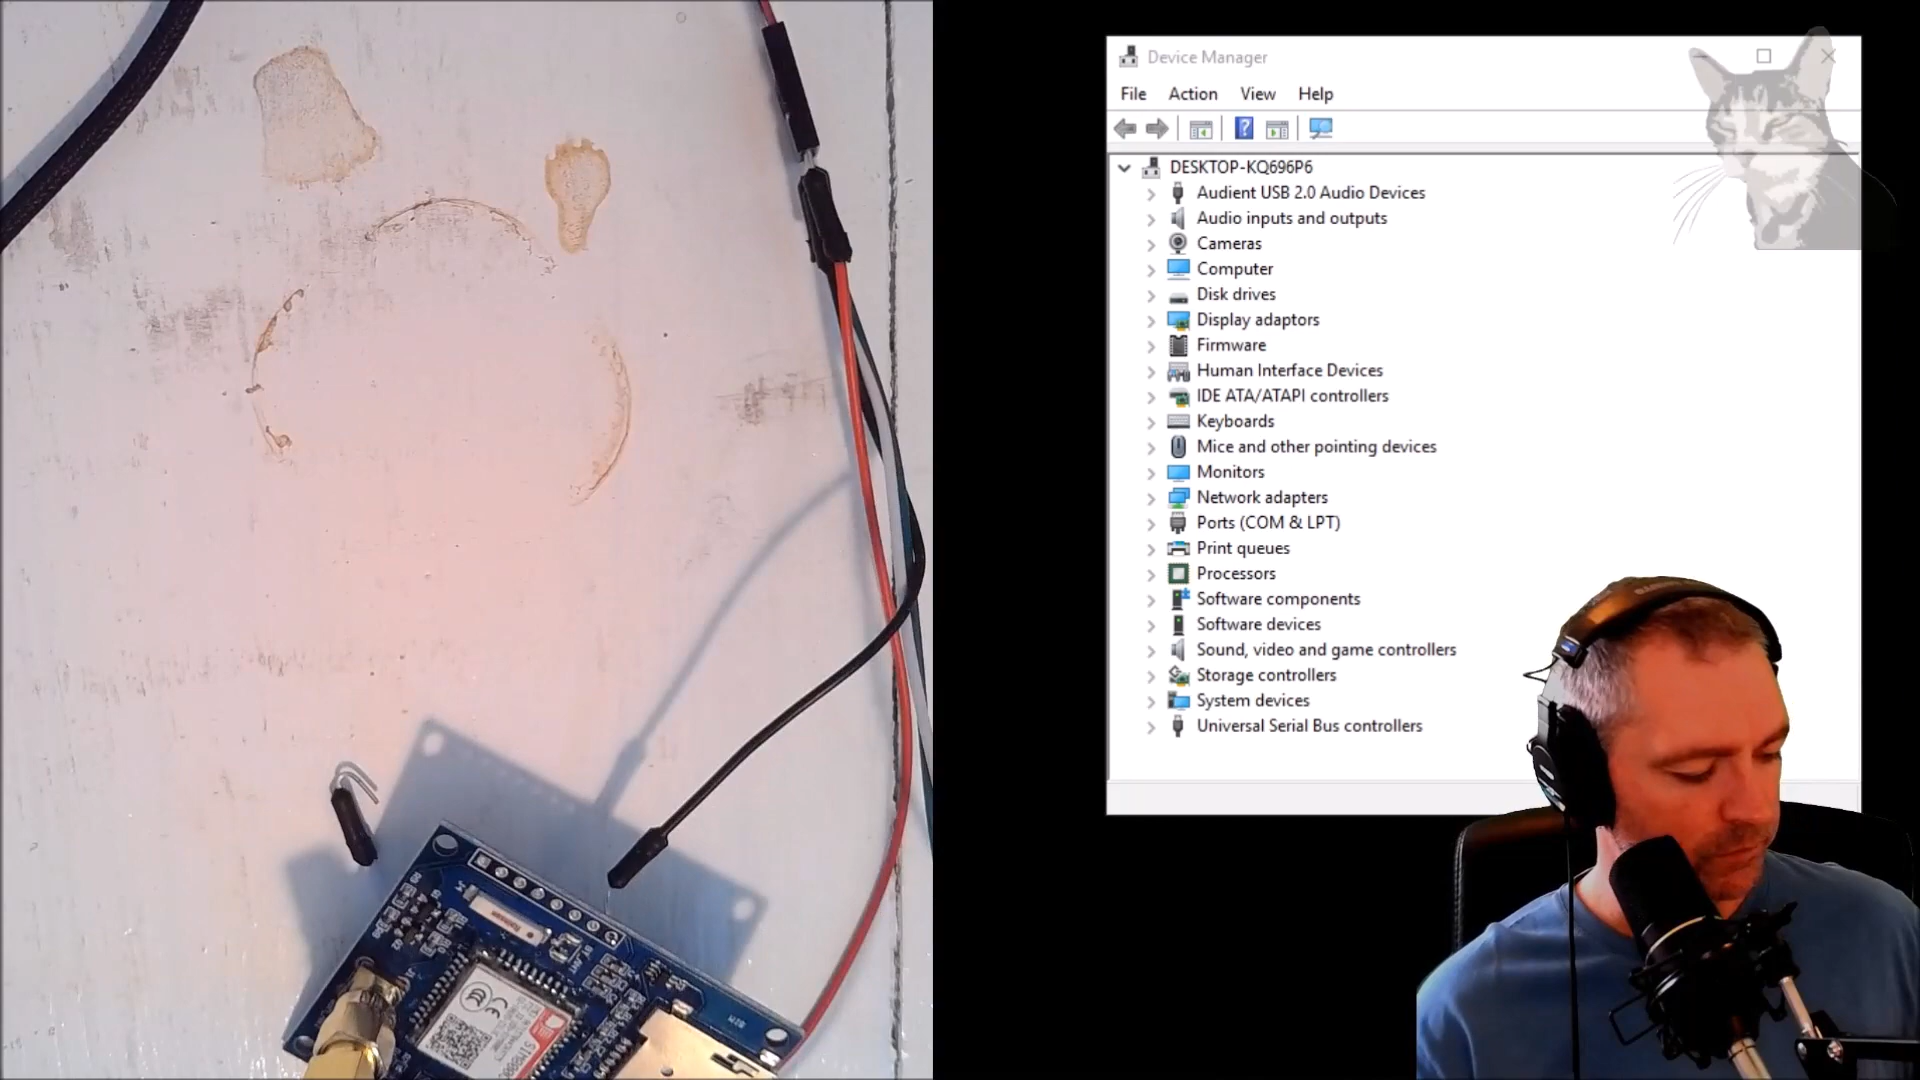 Device Manager
File Action View Help
DESKTOP-KQ696P6
Audient USB 2.0 Audio Devices
Audio inputs and outputs
Cameras
Computer
Disk drives
Display adaptors
Firmware
Human Interface Devices
IDE ATA/ATAPI controllers
Keyboards
Mice and other pointing devices
Monitors
Network adapters
Ports (COM & LPT)
Print queues
Processors
Software components
Software devices
Sound, video and game controllers
Storage controllers
System devices
Universal Serial Bus controllers